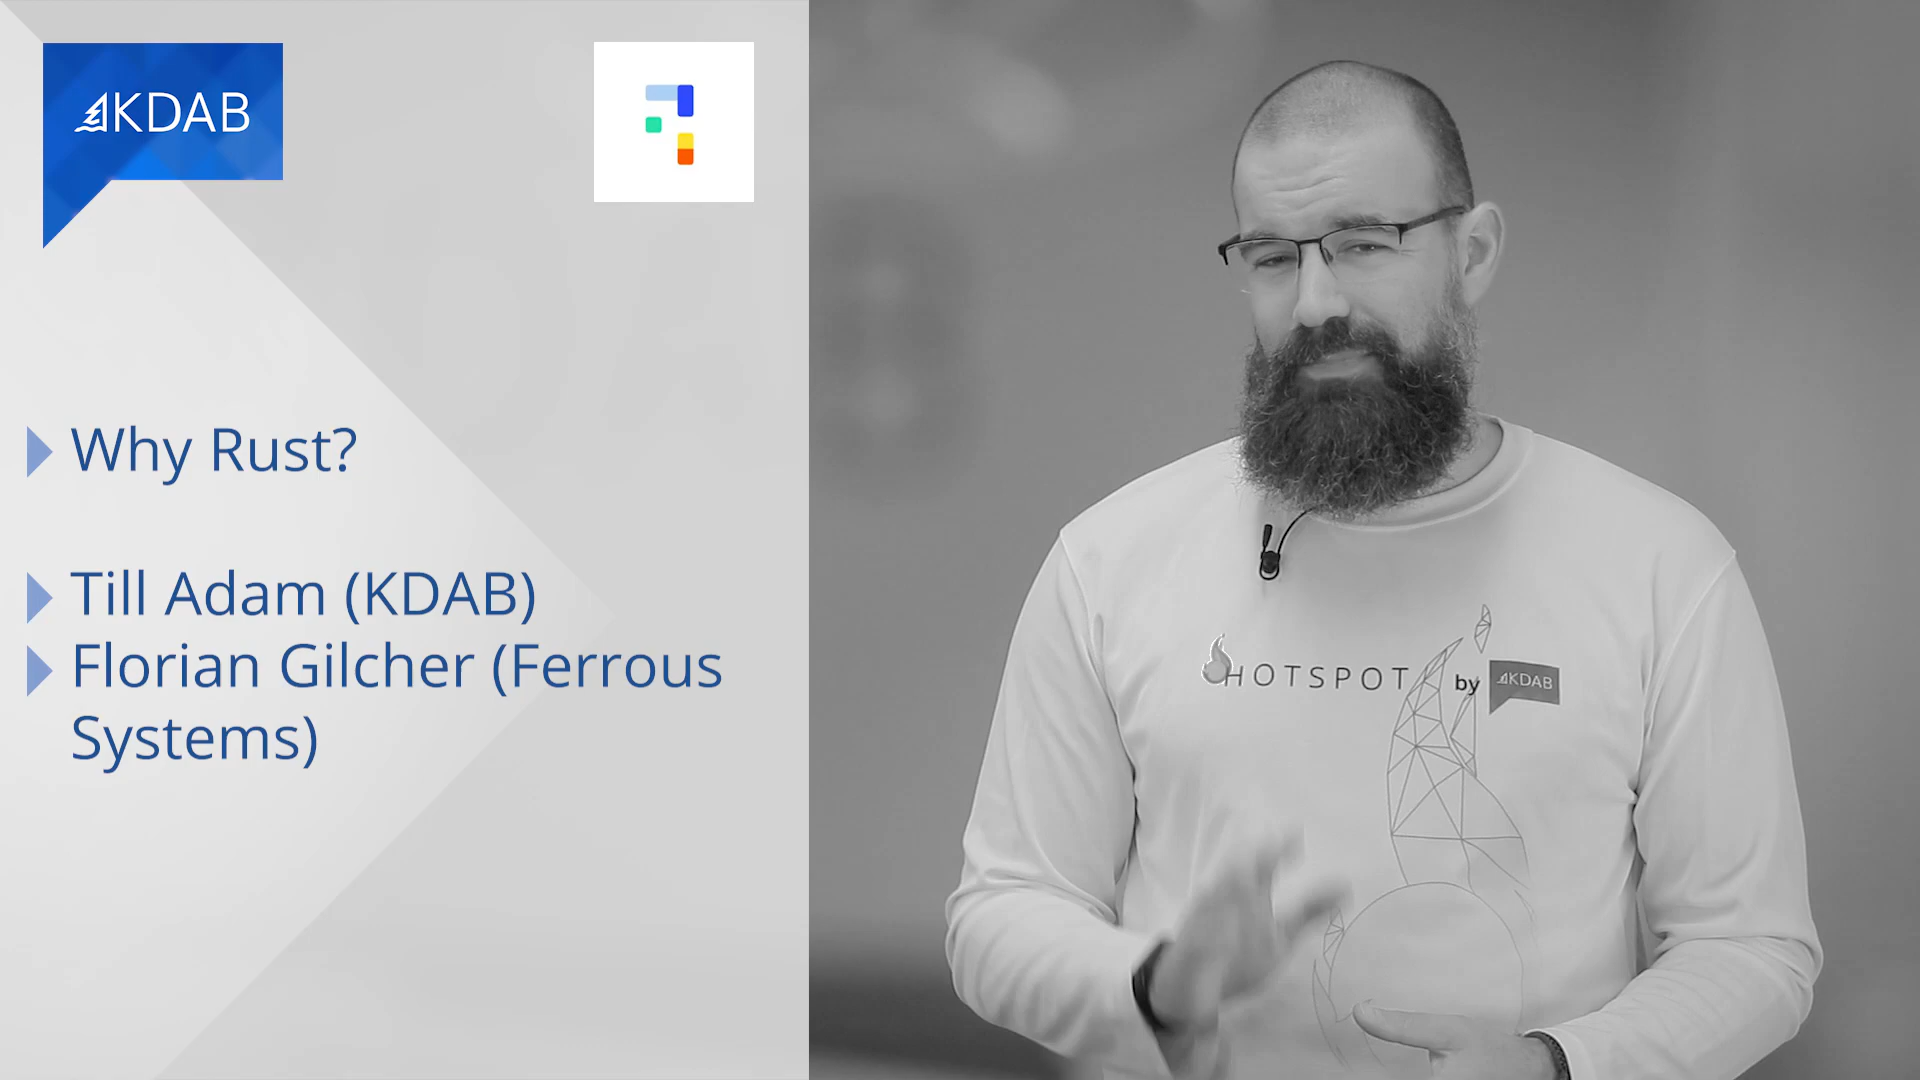 KDAB
Why Rust?
Till Adam (KDAB)
Florian Gilcher (Ferrous
Systems)
HOTSPOT by KDAB